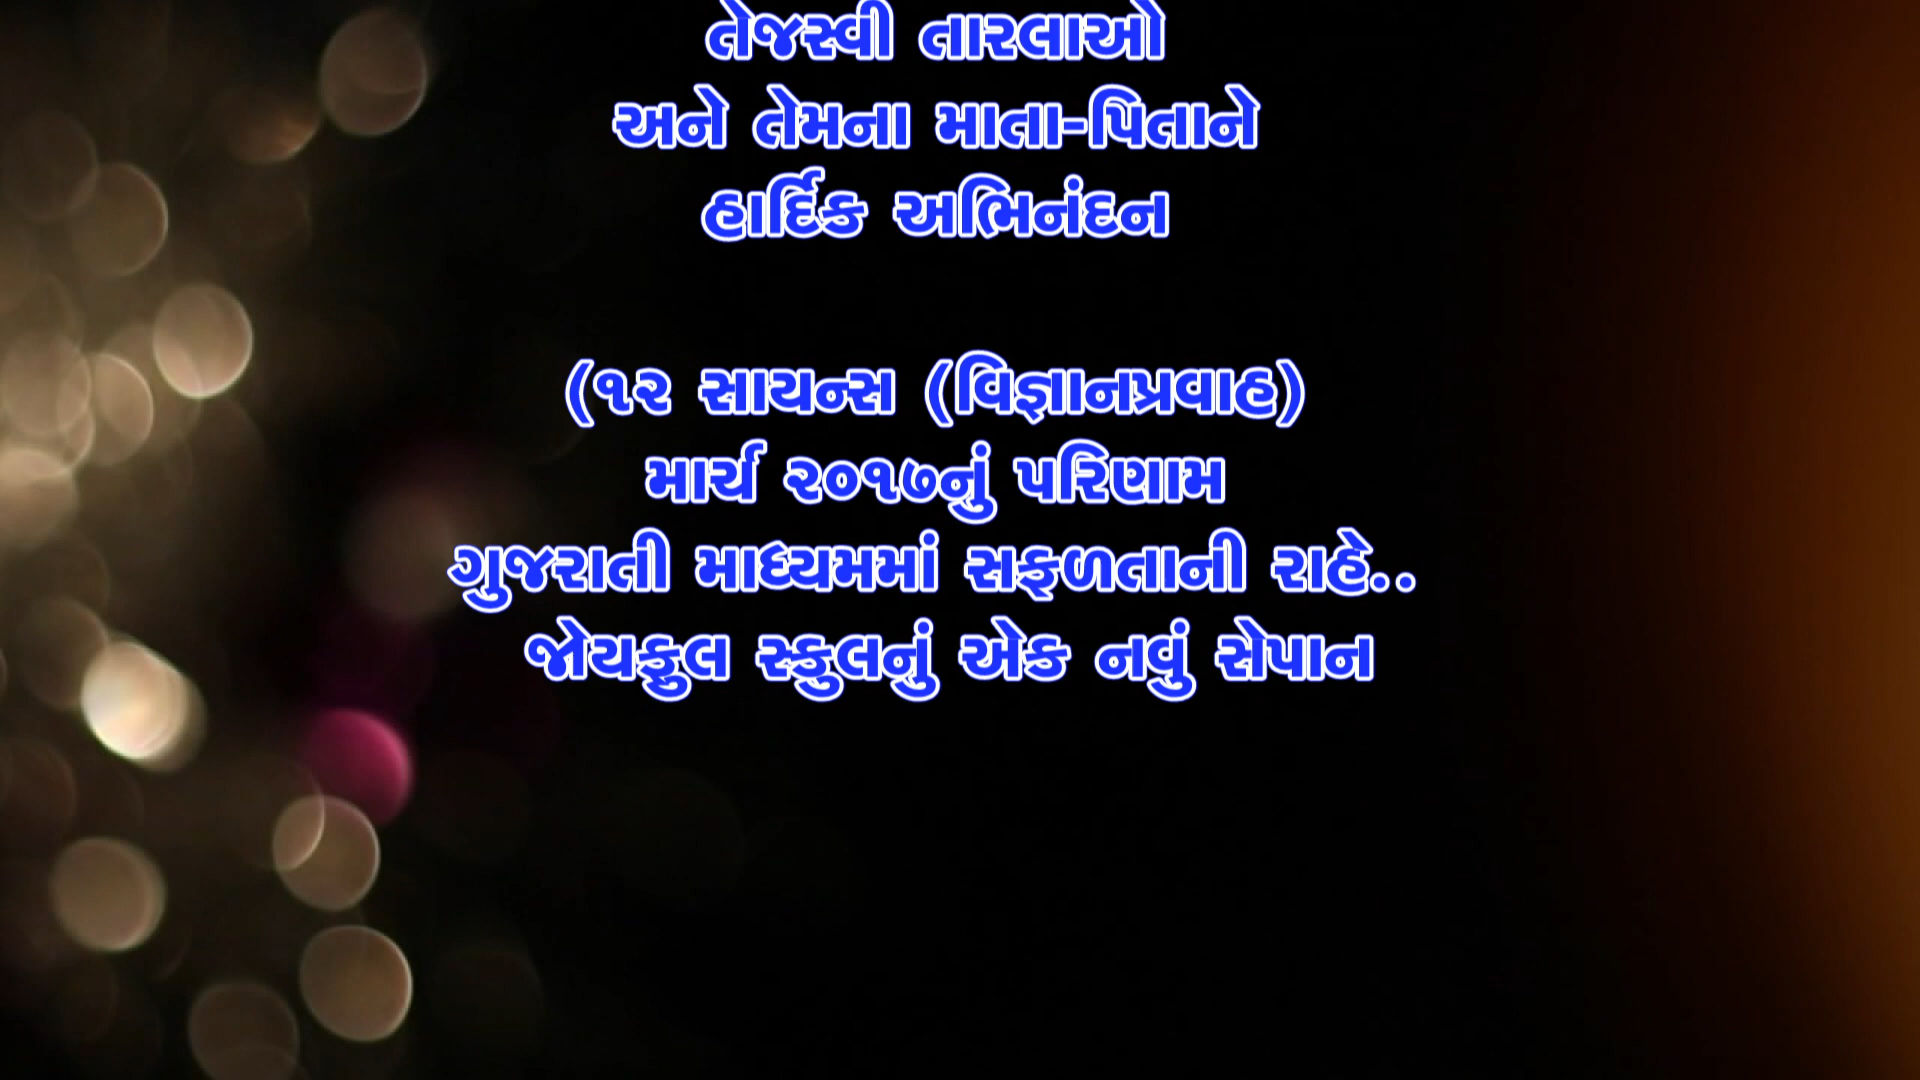 તેજસ્વી તારલાઓ
અને તેમના માતા-પિતાને
હાર્દિક અભિનંદન
(૧૨ સાયન્સ (વિજ્ઞાનપ્રવાહ)
માર્ચ ૨૦૧૭નું પરિણામ
ગુજરાતી માધ્યમમાં સફળતાની રાહે..
જોયફુલ સ્કુલનું એક નવું સેપાન